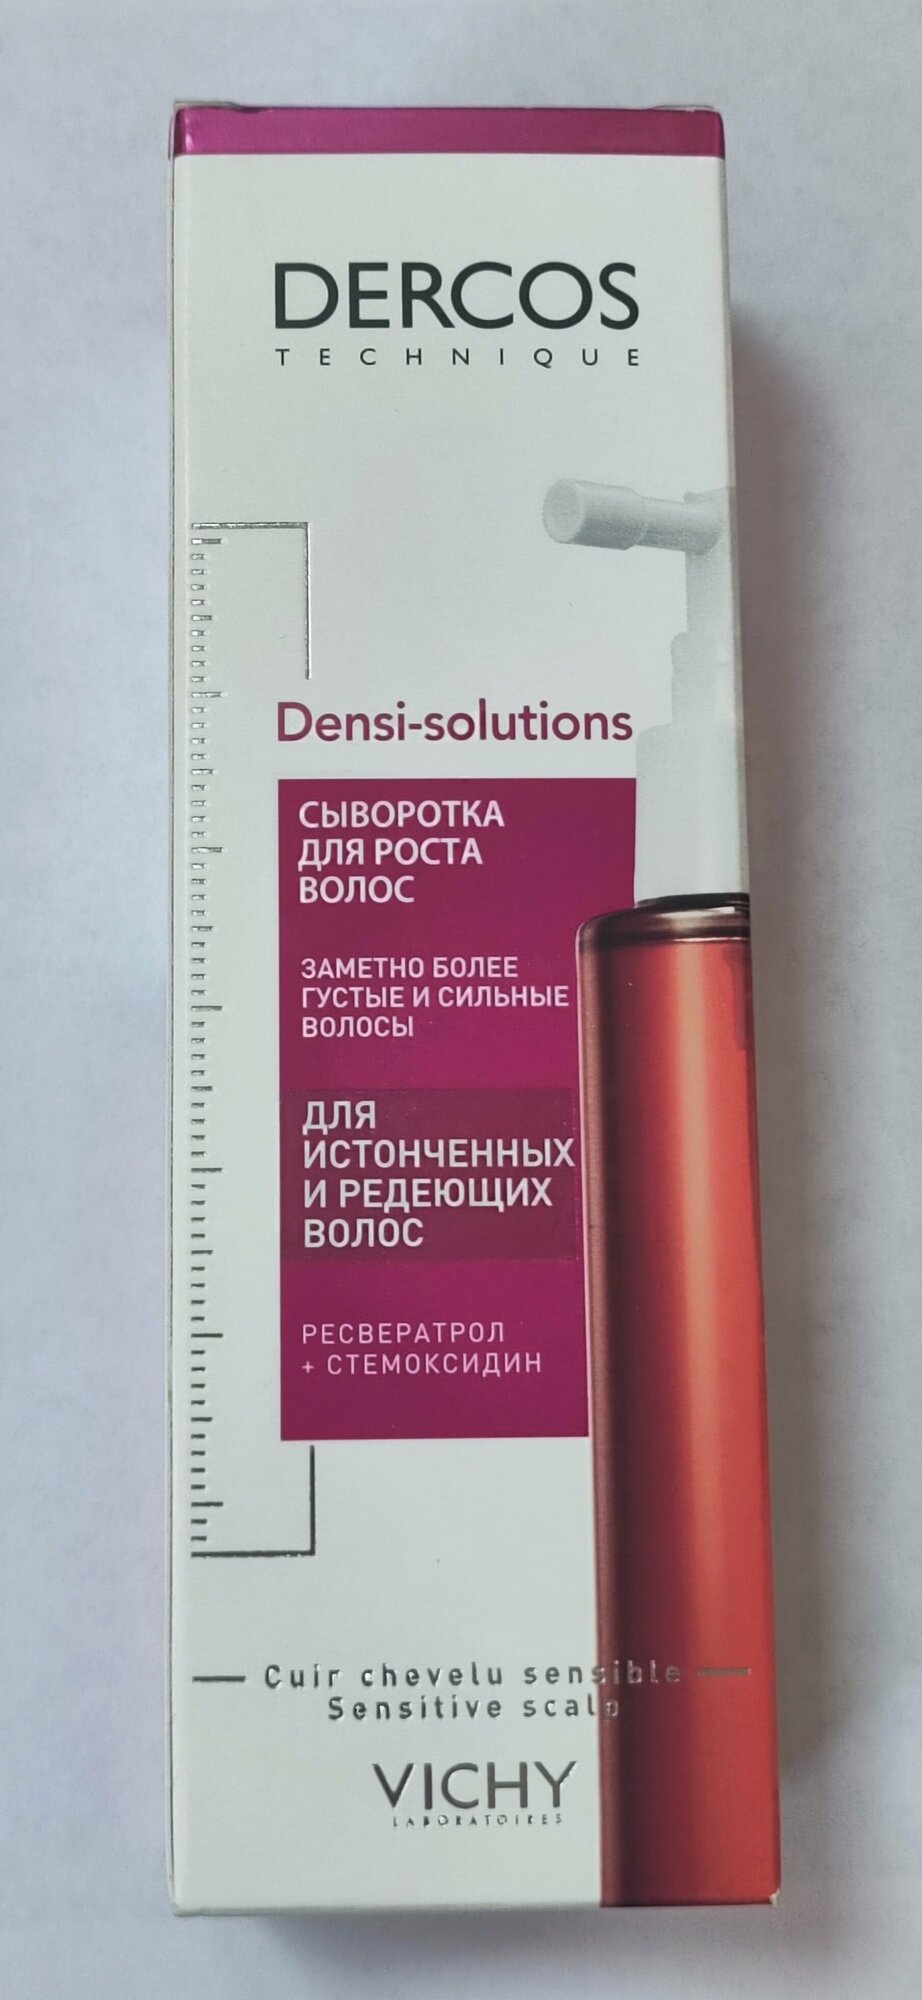 DERCOS
TECHNIQUE
Densi-solutions
СЫВОРОТКА
ДЛЯ РОСТА
ВОЛОС
ЗАМЕТНО БОЛЕЕ
ГУСТЫЕ И СИЛЬНЫЕ
ВОЛОСЫ
ДЛЯ
ИСТОНЧЕННЫХ
И РЕДЕЮЩИХ
ВОЛОС
РЕСВЕРАТРОЛ
+ СТЕМОКСИДИН
Cuir chevelu sensible
Sensitive scalp
VICHY
LABORATOIRES